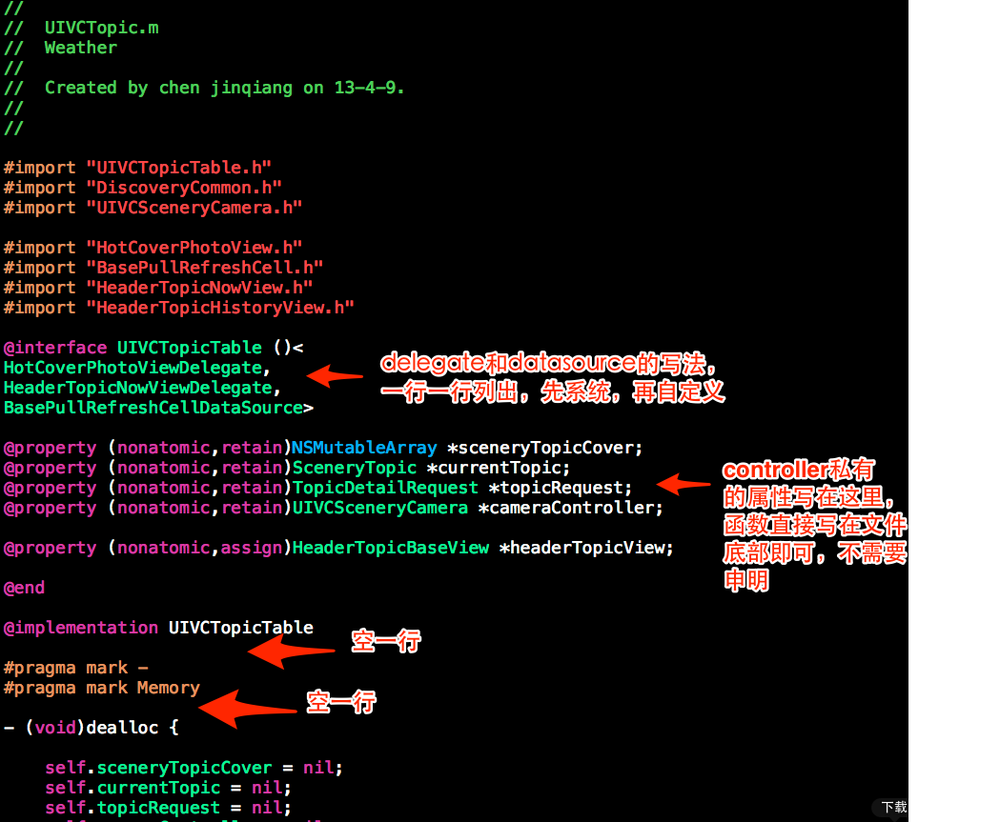 //
//  UIVCTopic.m
//  Weather
//
//  Created by chen jinqiang on 13-4-9.
//
//
#import "UIVCTopicTable.h"
#import "DiscoveryCommon.h"
#import "UIVCSceneryCamera.h"
#import "HotCoverPhotoView.h"
#import "BasePullRefreshCell.h"
#import "HeaderTopicNowView.h"
#import "HeaderTopicHistoryView.h"
@interface UIVCTopicTable ()<
HotCoverPhotoViewDelegate,
HeaderTopicNowViewDelegate,
BasePullRefreshCellDataSource>
delegate和datasource的写法，
一行一行列出，先系统，再自定义
@property (nonatomic,retain)NSMutableArray *sceneryTopicCover;
@property (nonatomic,retain)SceneryTopic *currentTopic;
@property (nonatomic,retain)TopicDetailRequest *topicRequest;
@property (nonatomic,retain)UIVCSceneryCamera *cameraController;
@property (nonatomic,assign)HeaderTopicBaseView *headerTopicView;
controller私有
的属性写在这里，
函数直接写在文件
底部即可，不需要
申明
@end
@implementation UIVCTopicTable
空一行
#pragma mark -
#pragma mark Memory
空一行
- (void)dealloc {
    self.sceneryTopicCover = nil;
    self.currentTopic = nil;
    self.topicRequest = nil;
下载